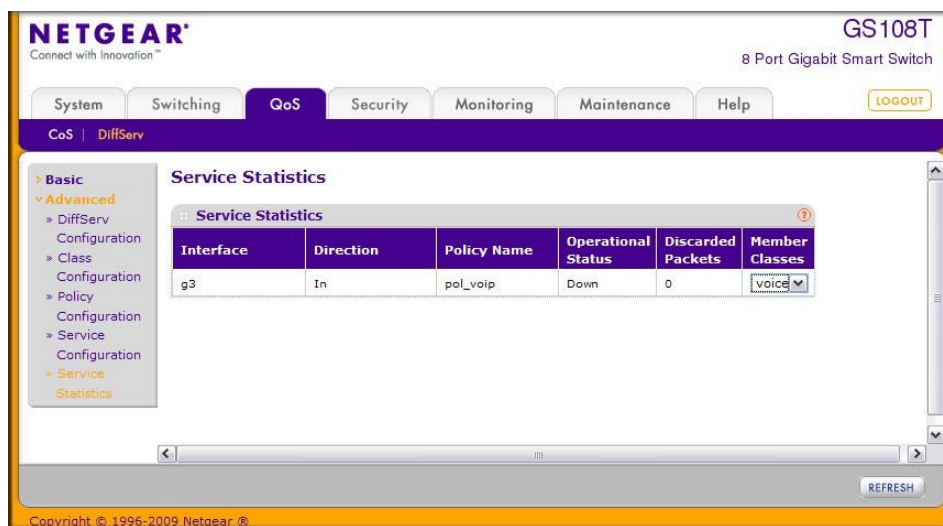 NETGEAR®
Connect with Innovation™
GS108T
8 Port Gigabit Smart Switch
System
Switching
QoS
Security
Monitoring
Maintenance
Help
LOGOUT
CoS | DiffServ
Basic
Advanced
» DiffServ
Configuration
» Class
Configuration
» Policy
Configuration
» Service
Configuration
» Service
Statistics
Service Statistics
Service Statistics
?
Interface Direction Policy Name Operational Status Discarded Packets Member Classes
g3 In pol_voip Down 0 voice
REFRESH
Copyright © 1996-2009 Netgear ®